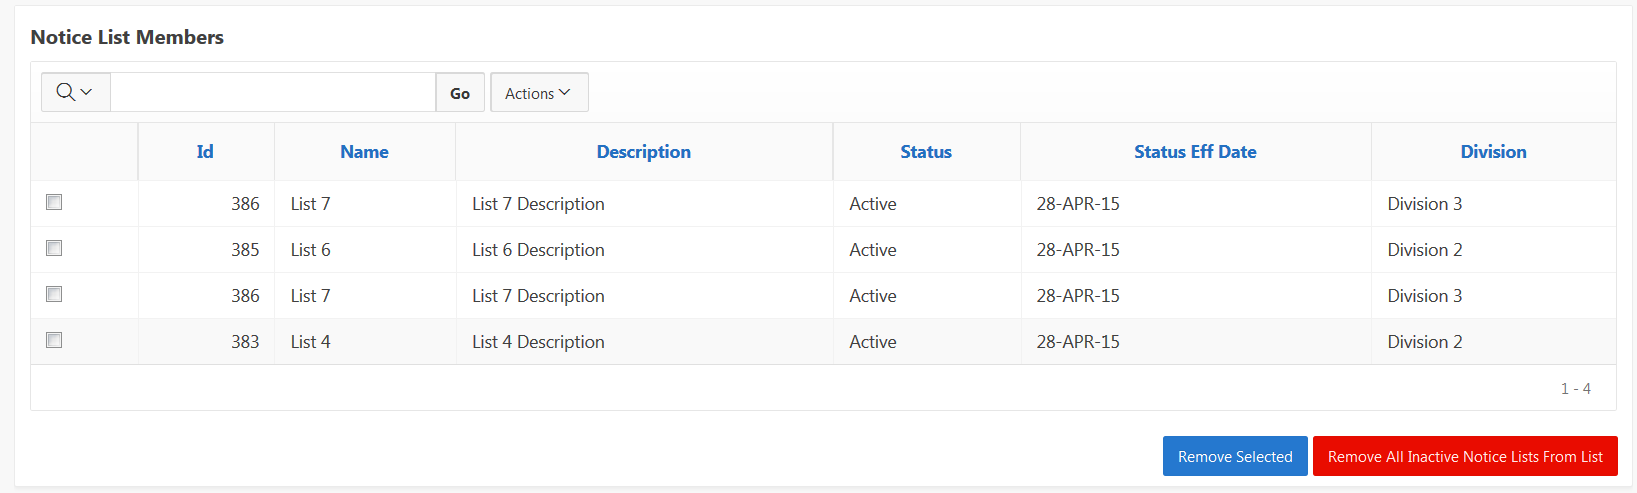 Notice List Members
Go Actions
Id Name Description Status Status Eff Date Division
386 List 7 List 7 Description Active 28-APR-15 Division 3
385 List 6 List 6 Description Active 28-APR-15 Division 2
386 List 7 List 7 Description Active 28-APR-15 Division 3
383 List 4 List 4 Description Active 28-APR-15 Division 2
1 - 4
Remove Selected Remove All Inactive Notice Lists From List